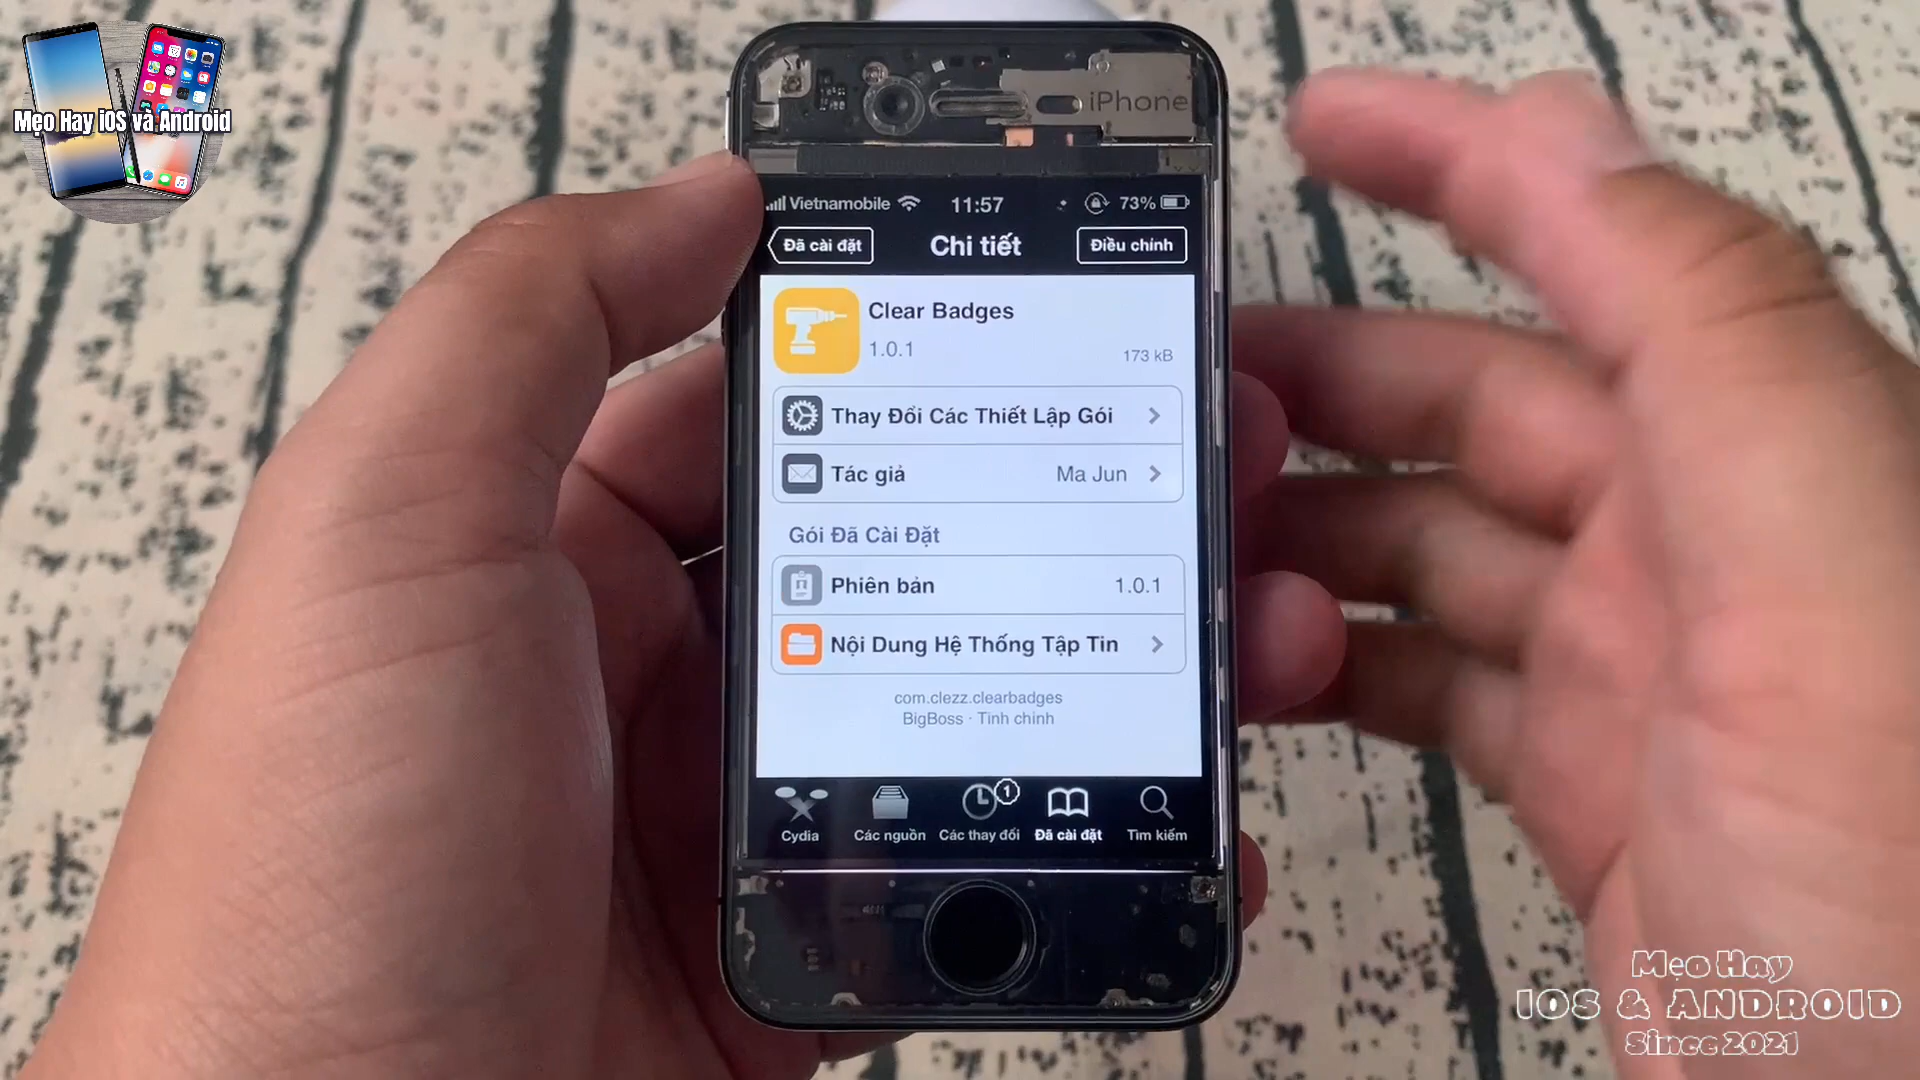 Mẹo Hay iOS và Android
iPhone
Vietnamobile 11:57 73%
Đã cài đặt Chi tiết Điều chỉnh
Clear Badges
1.0.1 173 kB
Thay Đổi Các Thiết Lập Gói
Tác giả Ma Jun
Gói Đã Cài Đặt
Phiên bản 1.0.1
Nội Dung Hệ Thống Tập Tin
com.clezz.clearbadges
BigBoss · Tinh chỉnh
1
Cydia Các nguồn Các thay đổi Đã cài đặt Tìm kiếm
Mẹo Hay
IOS & ANDROID
Since 2021